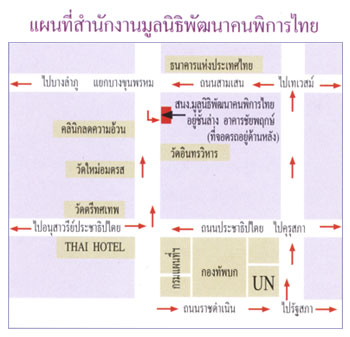 แผนที่สำนักงานมูลนิธิพัฒนาคนพิการไทย
ธนาคารแห่งประเทศไทย
ไปบางลำภู
แยกบางขุนพรหม
ถนนสามเสน
ไปเทเวสม์
สนง.มูลนิธิพัฒนาคนพิการไทย
อยู่ชั้นล่าง อาคารชัยพฤกษ์
(ที่จอดรถอยู่ด้านหลัง)
คลินิกลดความอ้วน
วัดอินทรวิหาร
วัดใหม่อมตรส
วัดตรีทศเทพ
ไปอนุสาวรีย์ประชาธิปไตย
ถนนประชาธิปไตย
ไปคุรุสภา
THAI HOTEL
กรมแผนที่ฯ
กองทัพบก
UN
ถนนราชดำเนิน
ไปรัฐสภา